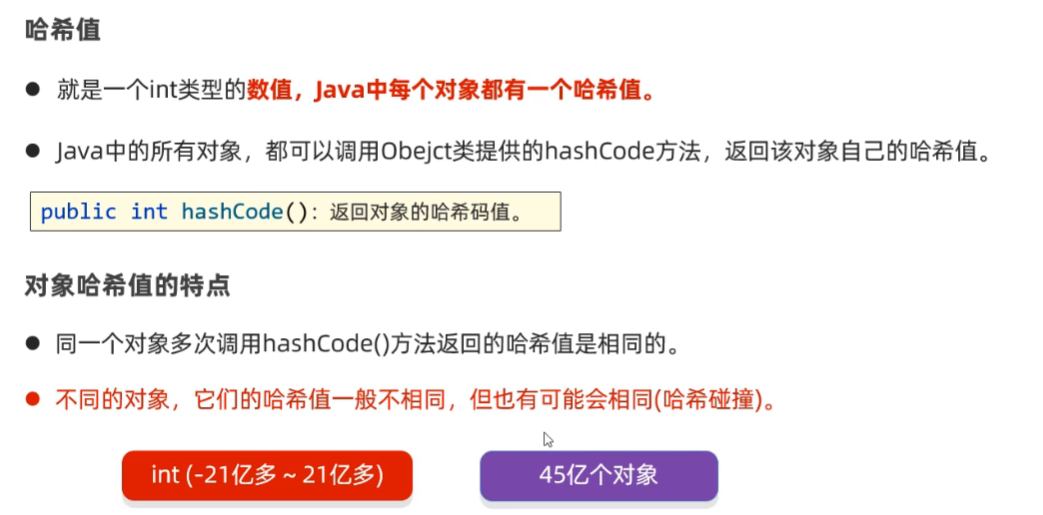 哈希值
就是一个int类型的数值，Java中每个对象都有一个哈希值。
Java中的所有对象，都可以调用Obejct类提供的hashCode方法，返回该对象自己的哈希值。
public int hashCode()：返回对象的哈希码值。
对象哈希值的特点
同一个对象多次调用hashCode()方法返回的哈希值是相同的。
不同的对象，它们的哈希值一般不相同，但也有可能会相同(哈希碰撞)。
int (-21亿多 ~ 21亿多)
45亿个对象